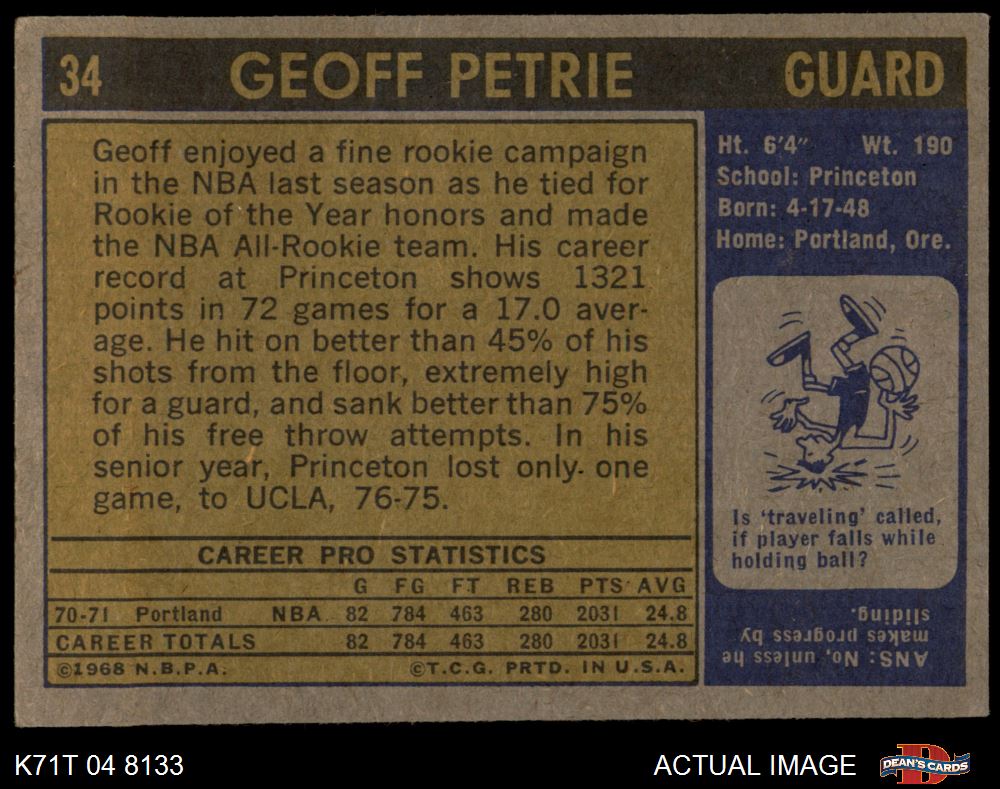 34 GEOFF PETRIE GUARD
Geoff enjoyed a fine rookie campaign
in the NBA last season as he tied for
Rookie of the Year honors and made
the NBA All-Rookie team. His career
record at Princeton shows 1321
points in 72 games for a 17.0 aver-
age. He hit on better than 45% of his
shots from the floor, extremely high
for a guard, and sank better than 75%
of his free throw attempts. In his
senior year, Princeton lost only one
game, to UCLA, 76-75.
CAREER PRO STATISTICS
G FG FT REB PTS AVG
70-71 Portland NBA 82 784 463 280 2031 24.8
CAREER TOTALS 82 784 463 280 2031 24.8
©1968 N.B.P.A. ©T.C.G. PRTD. IN U.S.A.
Ht. 6'4" Wt. 190
School: Princeton
Born: 4-17-48
Home: Portland, Ore.
Is 'traveling' called,
if player falls while
holding ball?
ANS: No, unless he
makes progress by
sliding.
K71T 04 8133 ACTUAL IMAGE DEAN'S CARDS